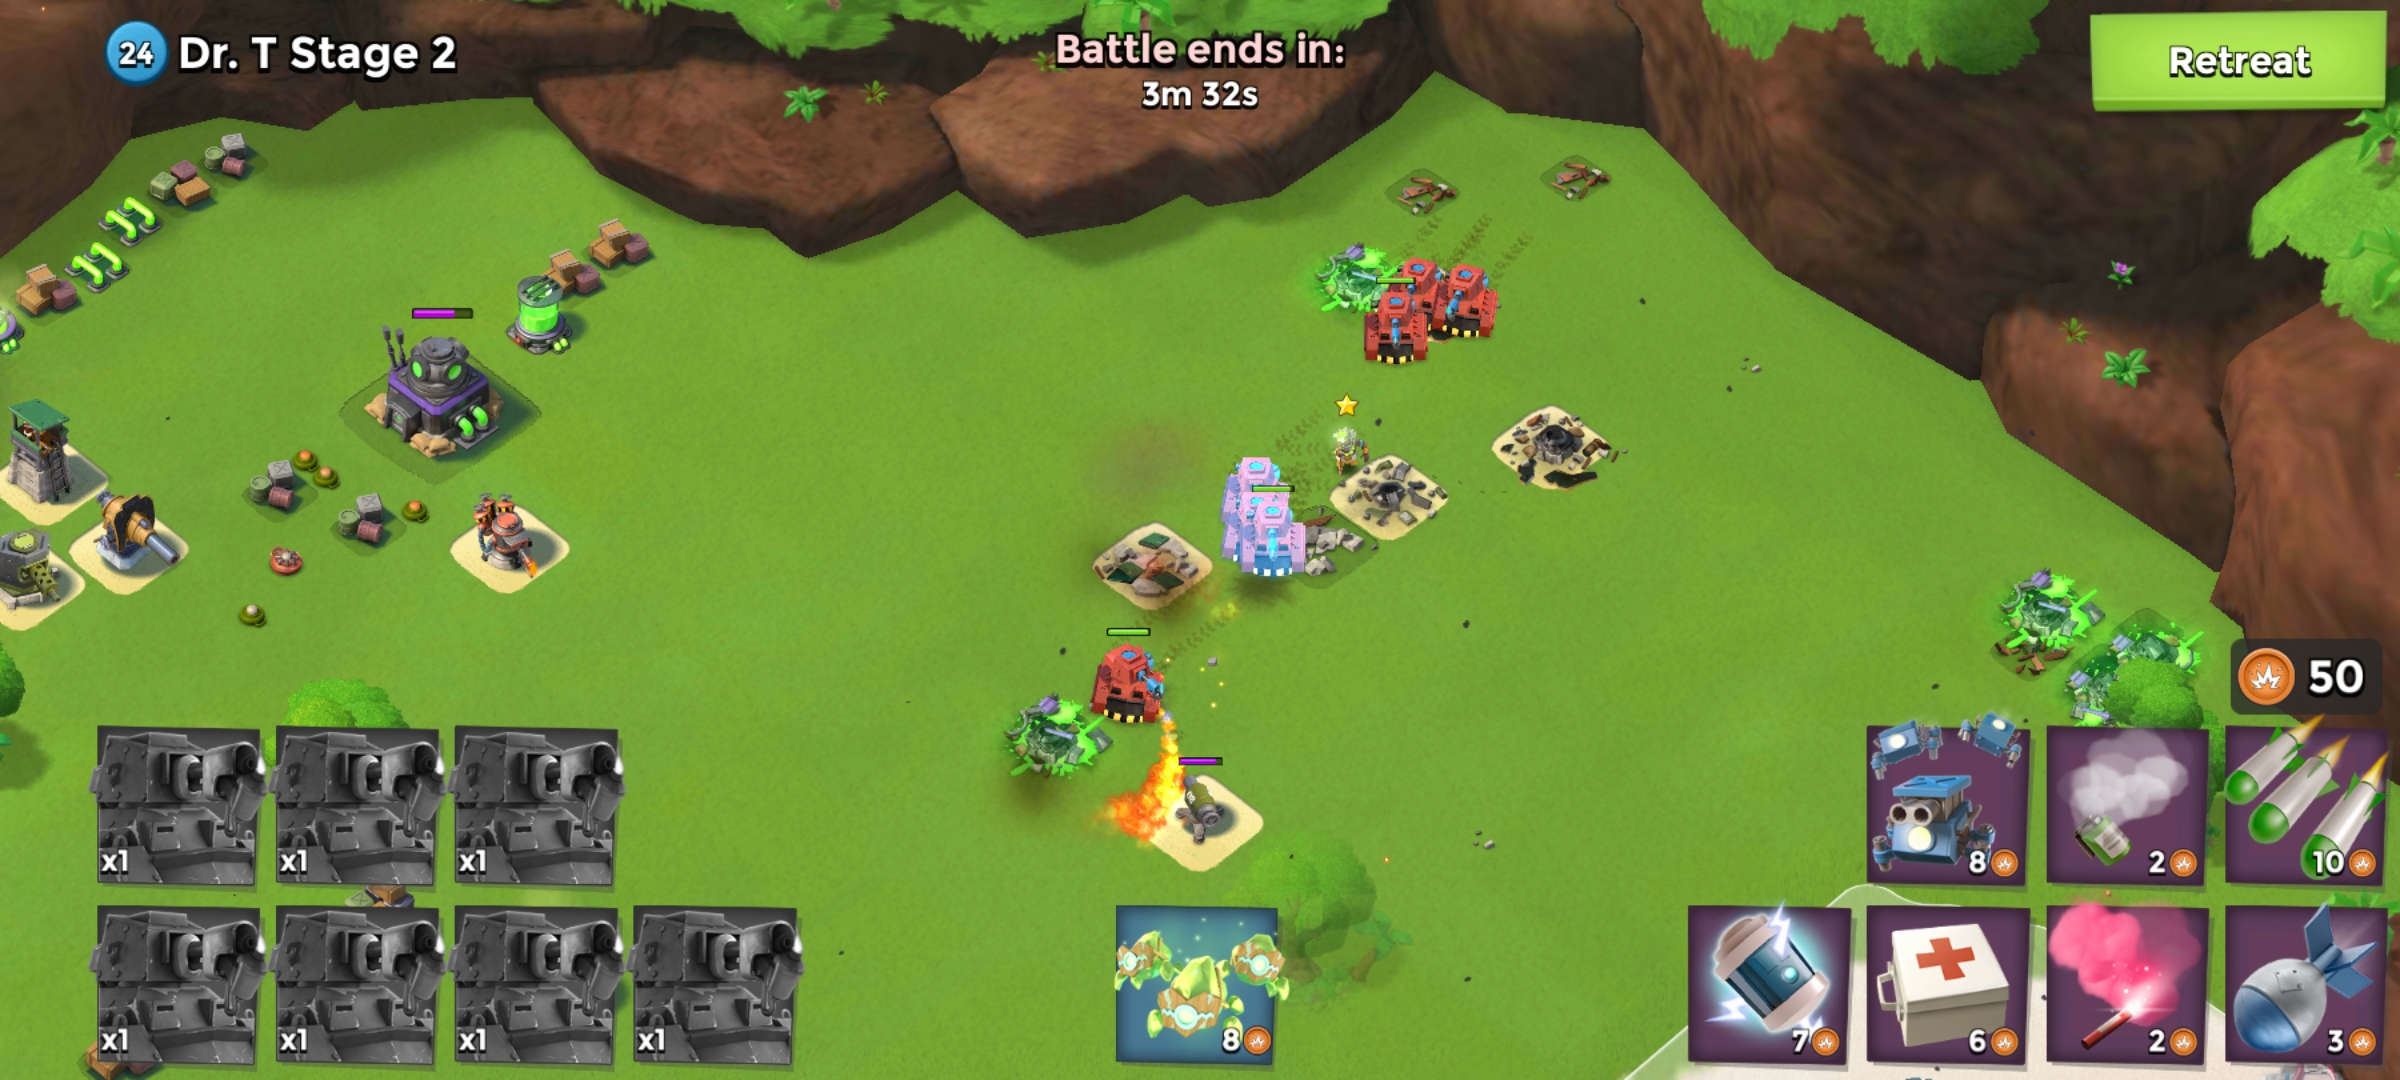 24 Dr. T Stage 2
Battle ends in:
3m 32s
Retreat
50
8
2
10
x1
x1
x1
x1
x1
x1
x1
8
7
6
2
3